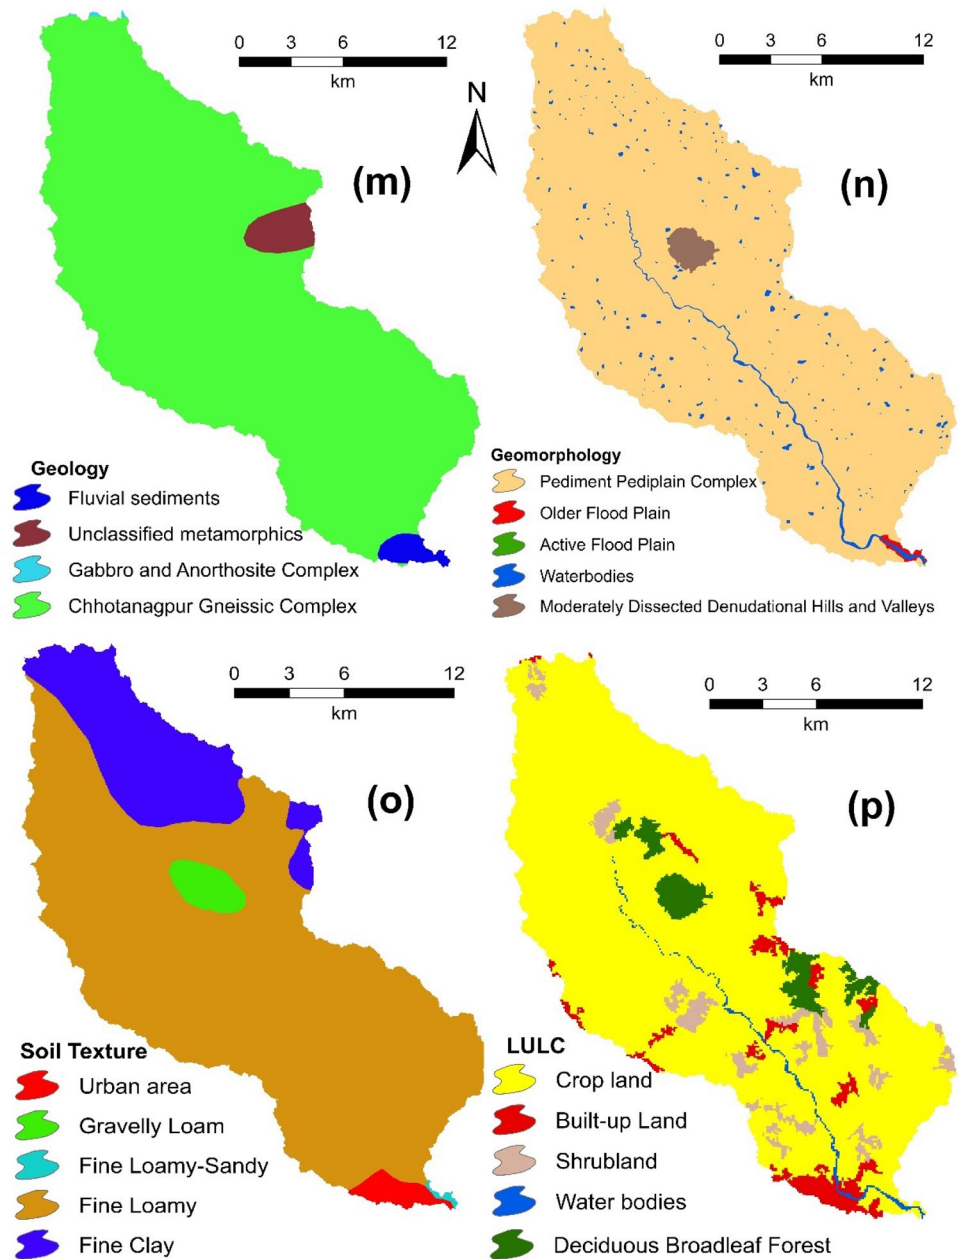 0 3 6 12
km
N
(m)
Geology
Fluvial sediments
Unclassified metamorphics
Gabbro and Anorthosite Complex
Chhotanagpur Gneissic Complex
0 3 6 12
km
(n)
Geomorphology
Pediment Pediplain Complex
Older Flood Plain
Active Flood Plain
Waterbodies
Moderately Dissected Denudational Hills and Valleys
0 3 6 12
km
(o)
Soil Texture
Urban area
Gravelly Loam
Fine Loamy-Sandy
Fine Loamy
Fine Clay
0 3 6 12
km
(p)
LULC
Crop land
Built-up Land
Shrubland
Water bodies
Deciduous Broadleaf Forest